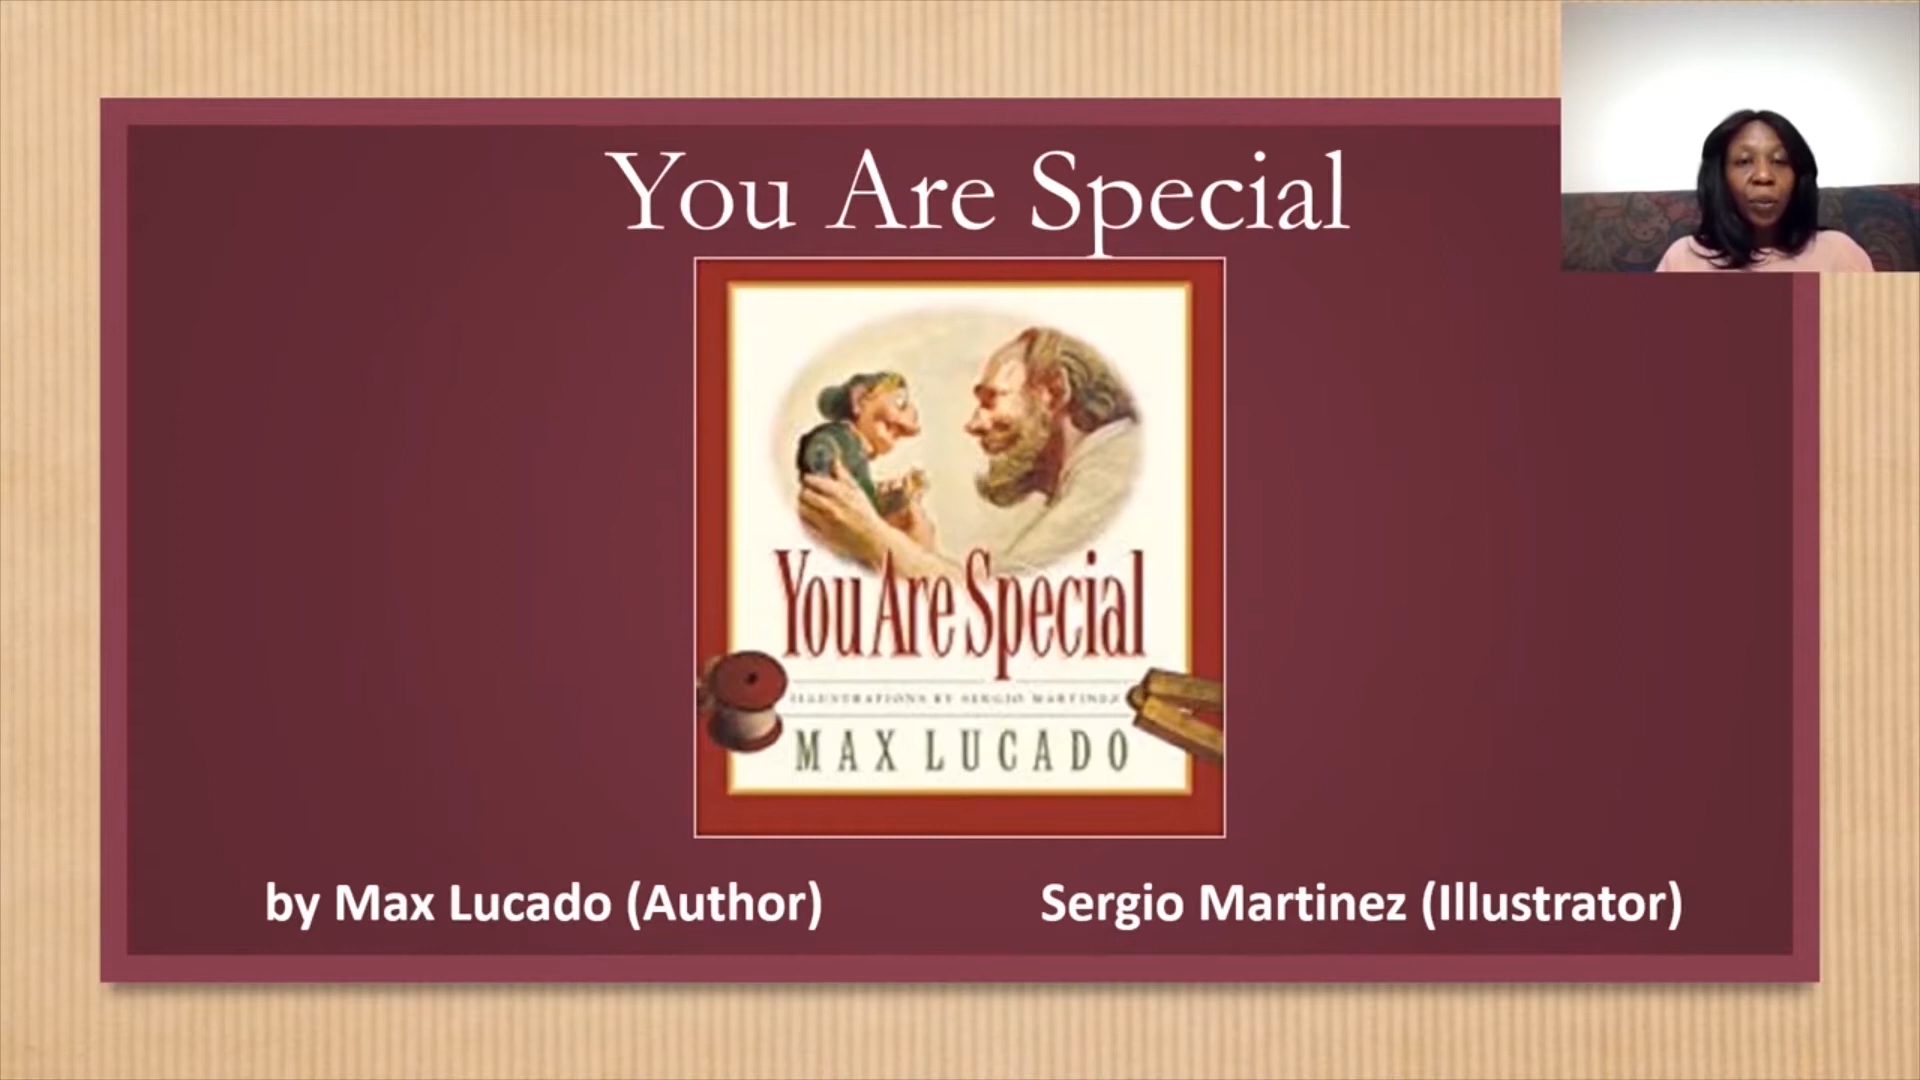 You Are Special
You Are Special
ILLUSTRATIONS BY SERGIO MARTINEZ
MAX LUCADO
by Max Lucado (Author)
Sergio Martinez (Illustrator)